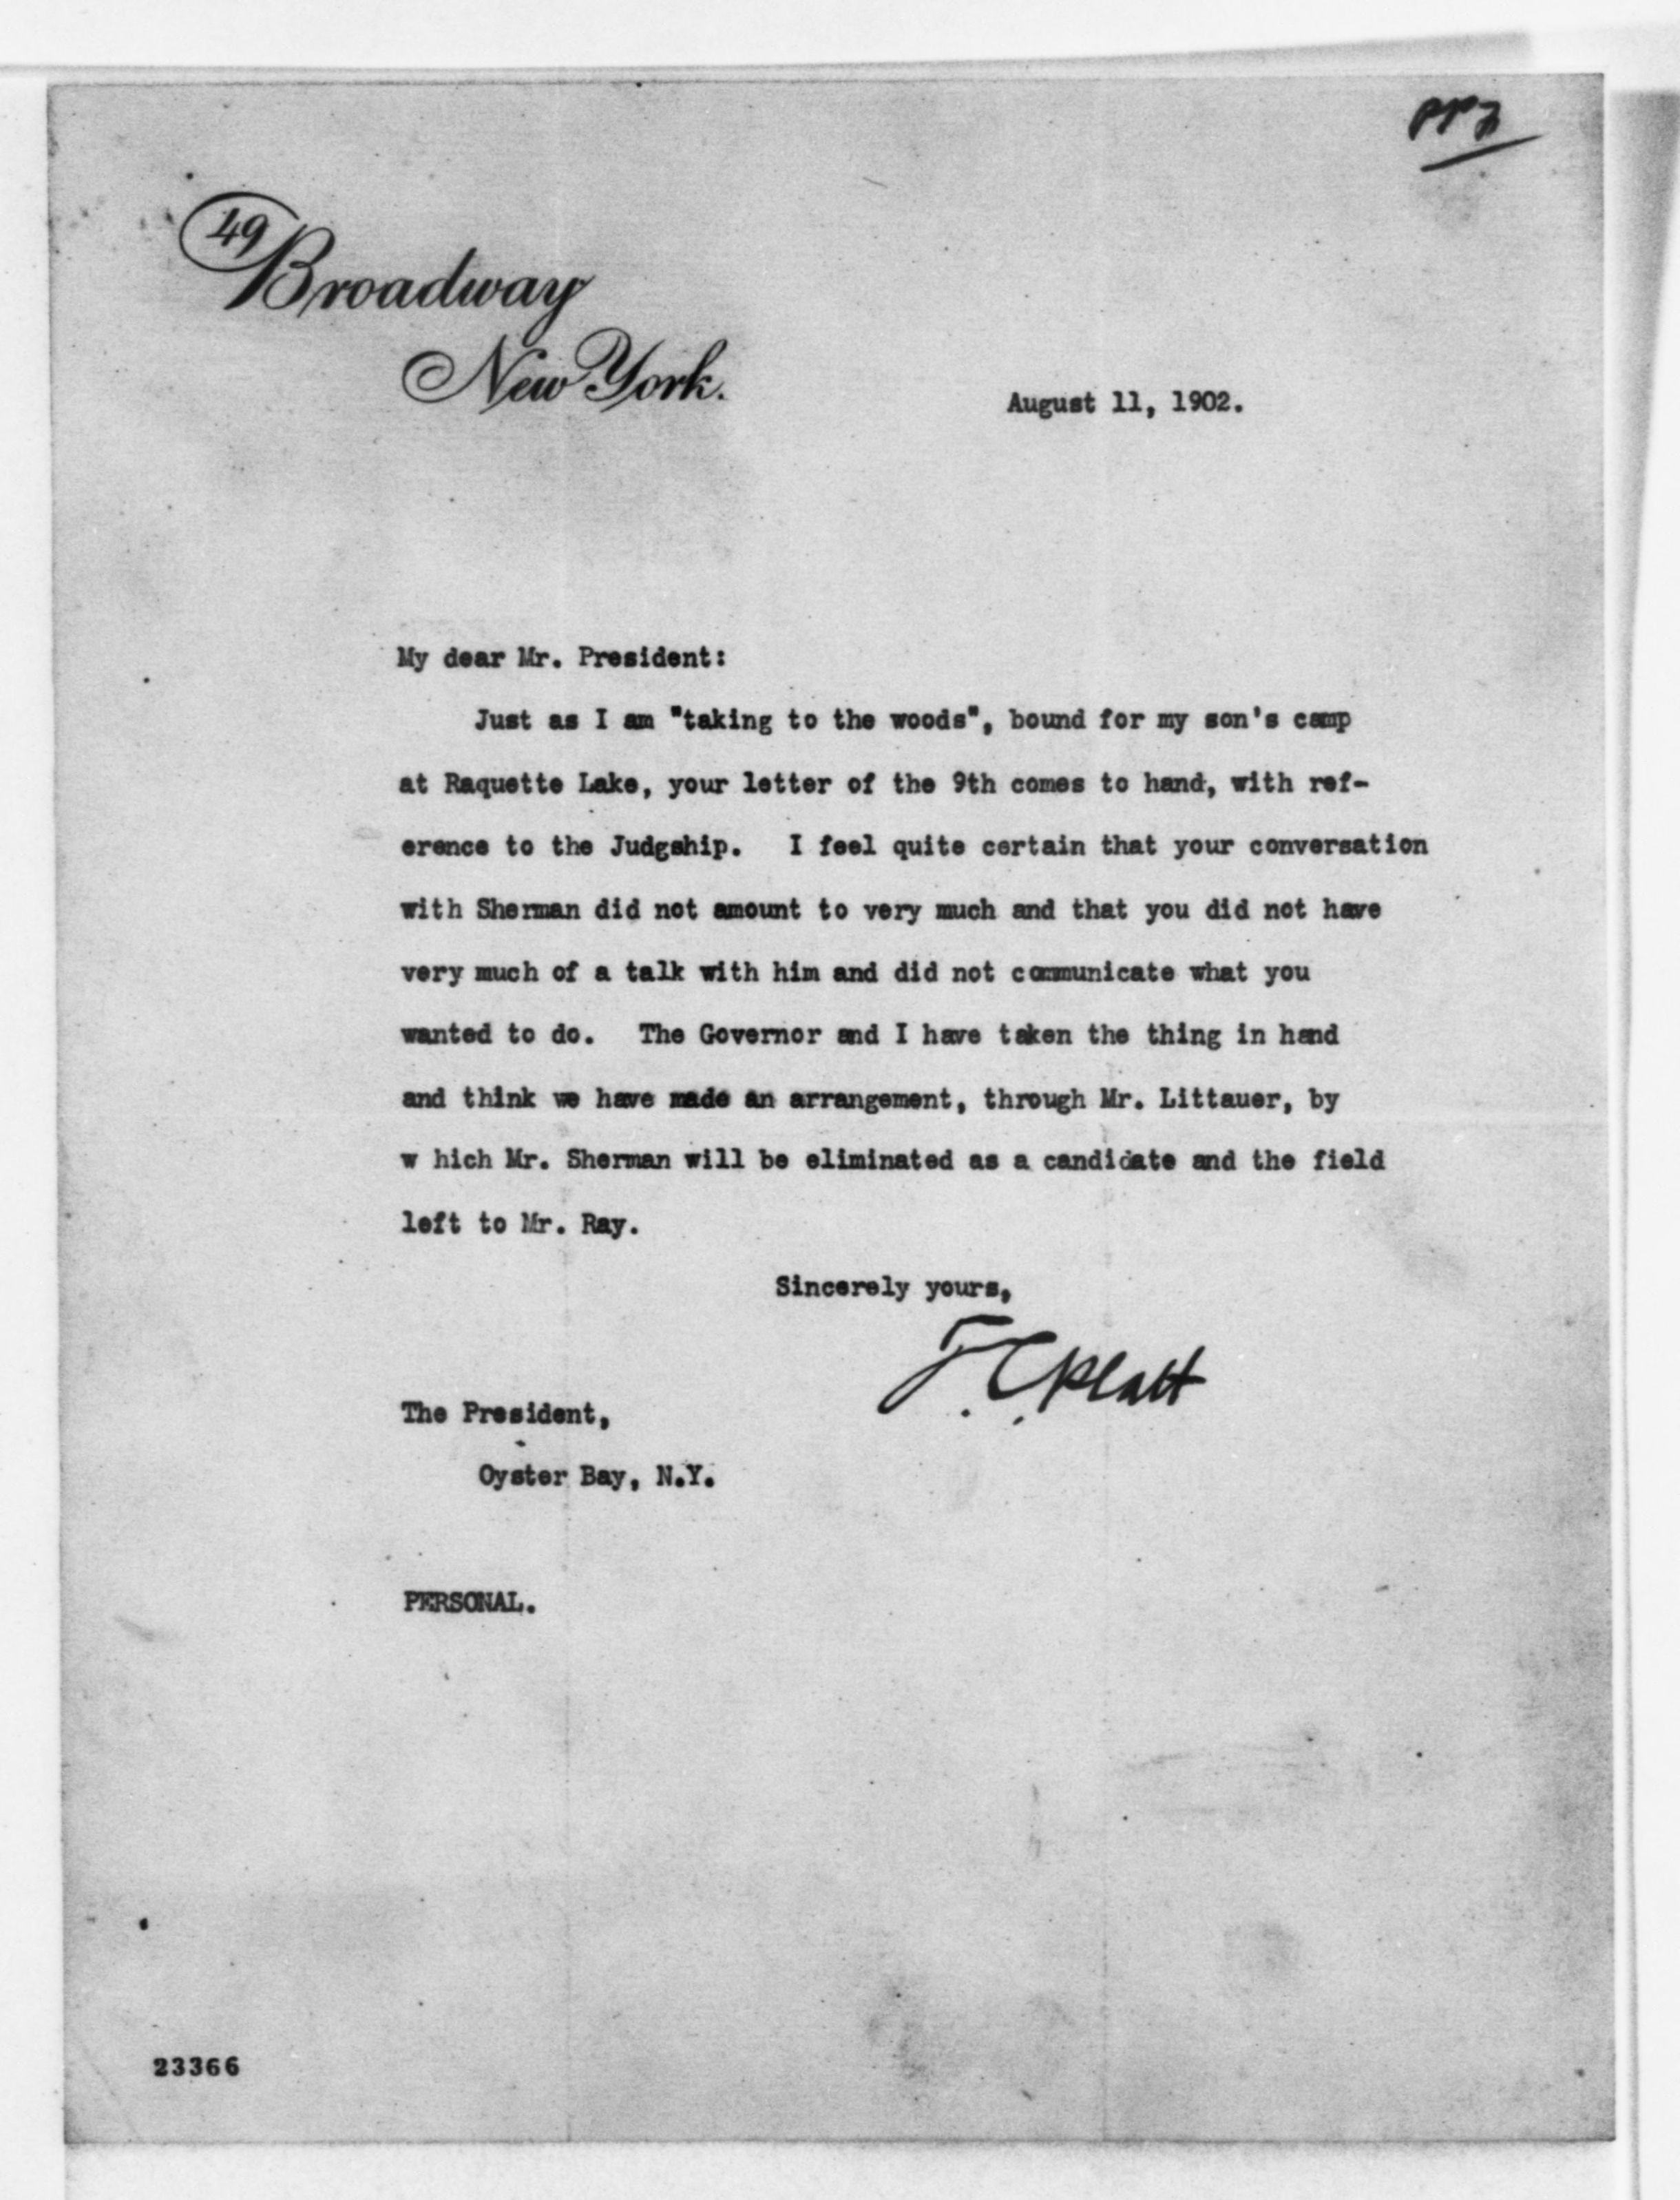 49
Broadway
New York.
August 11, 1902.
My dear Mr. President:
Just as I am "taking to the woods", bound for my son's camp
at Raquette Lake, your letter of the 9th comes to hand, with ref-
erence to the Judgship. I feel quite certain that your conversation
with Sherman did not amount to very much and that you did not have
very much of a talk with him and did not communicate what you
wanted to do. The Governor and I have taken the thing in hand
and think we have made an arrangement, through Mr. Littauer, by
w hich Mr. Sherman will be eliminated as a candidate and the field
left to Mr. Ray.
Sincerely yours,
T. C. Platt
The President,
Oyster Bay, N.Y.
PERSONAL.
23366